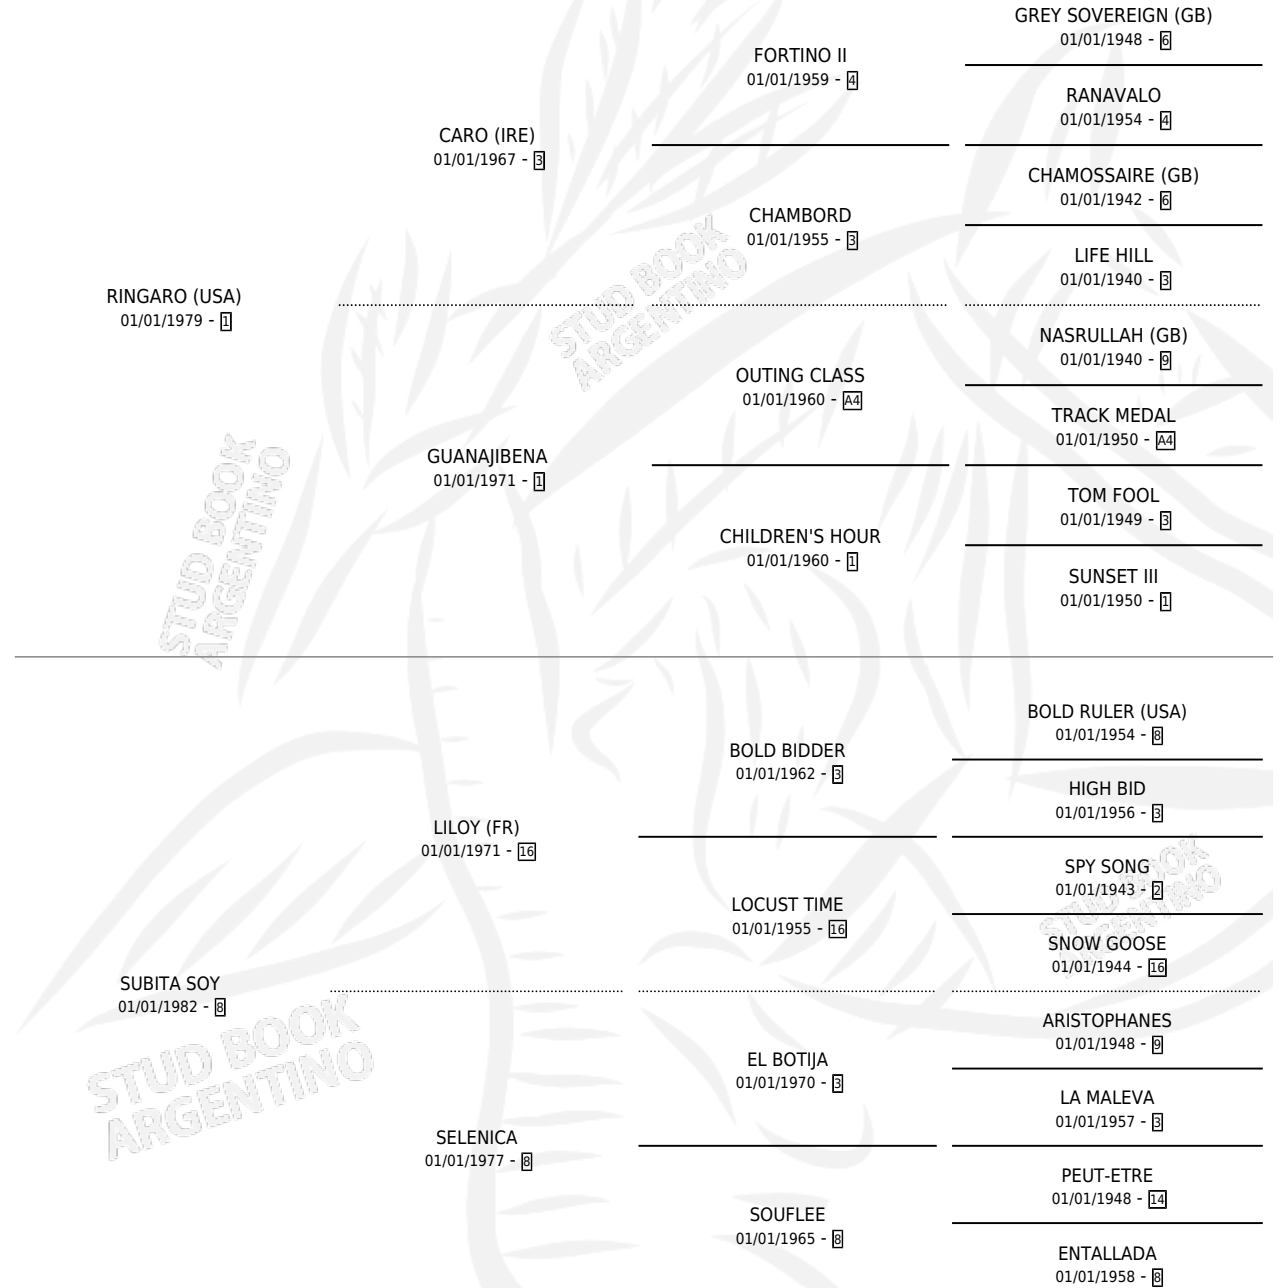 GREY SOVEREIGN (GB)
01/01/1948 - 6
FORTINO II
01/01/1959 - 4
RANAVALO
01/01/1954 - 4
CARO (IRE)
01/01/1967 - 3
CHAMOSSAIRE (GB)
01/01/1942 - 6
CHAMBORD
01/01/1955 - 3
LIFE HILL
01/01/1940 - 3
RINGARO (USA)
01/01/1979 - 1
NASRULLAH (GB)
01/01/1940 - 9
OUTING CLASS
01/01/1960 - A4
TRACK MEDAL
01/01/1950 - A4
GUANAJIBENA
01/01/1971 - 1
TOM FOOL
01/01/1949 - 3
CHILDREN'S HOUR
01/01/1960 - 1
SUNSET III
01/01/1950 - 1
BOLD RULER (USA)
01/01/1954 - 8
BOLD BIDDER
01/01/1962 - 3
HIGH BID
01/01/1956 - 3
LILOY (FR)
01/01/1971 - 16
SPY SONG
01/01/1943 - 2
LOCUST TIME
01/01/1955 - 16
SNOW GOOSE
01/01/1944 - 16
SUBITA SOY
01/01/1982 - 8
ARISTOPHANES
01/01/1948 - 9
EL BOTIJA
01/01/1970 - 3
LA MALEVA
01/01/1957 - 3
SELENICA
01/01/1977 - 8
PEUT-ETRE
01/01/1948 - 14
SOUFLEE
01/01/1965 - 8
ENTALLADA
01/01/1958 - 8
STUD BOOK
ARGENTINO
STUD BOOK
ARGENTINO
STUD BOOK
ARGENTINO
STUD BOOK
ARGENTINO